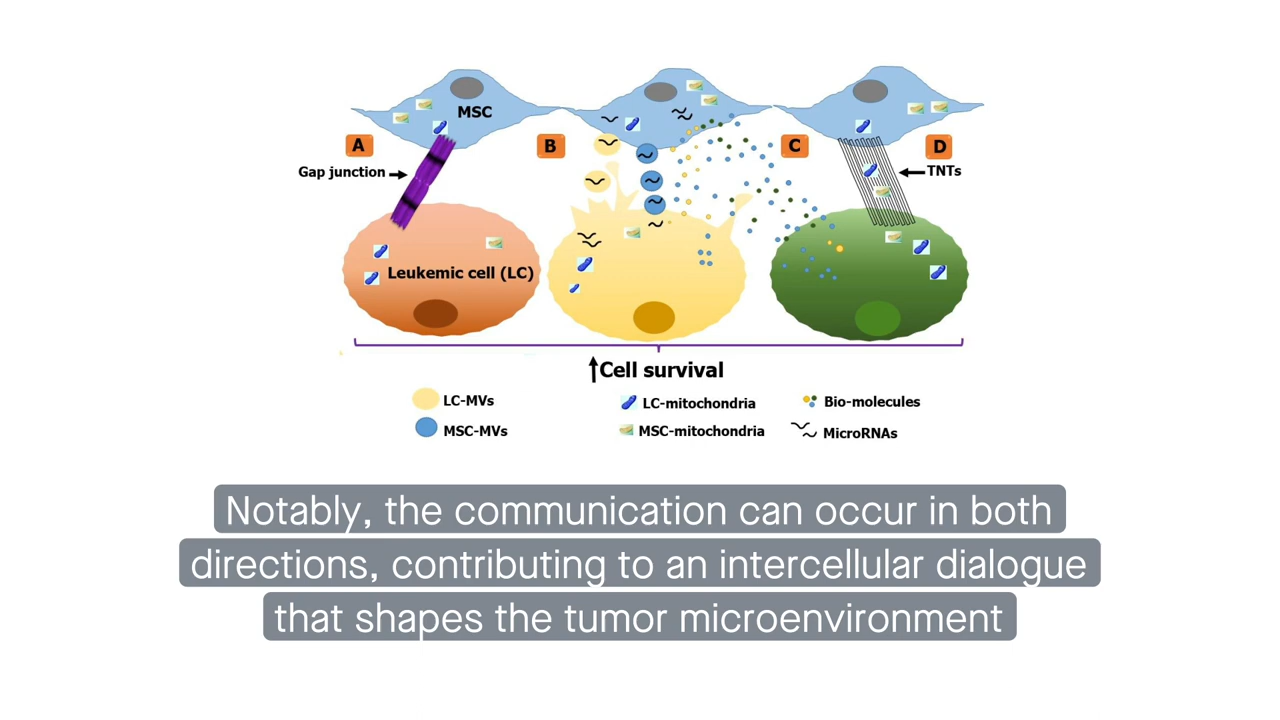 MSC
A
B
C
D
Gap junction
TNTs
Leukemic cell (LC)
Cell survival
LC-MVs
LC-mitochondria
Bio-molecules
MSC-MVs
MSC-mitochondria
MicroRNAs
Notably, the communication can occur in both
directions, contributing to an intercellular dialogue
that shapes the tumor microenvironment